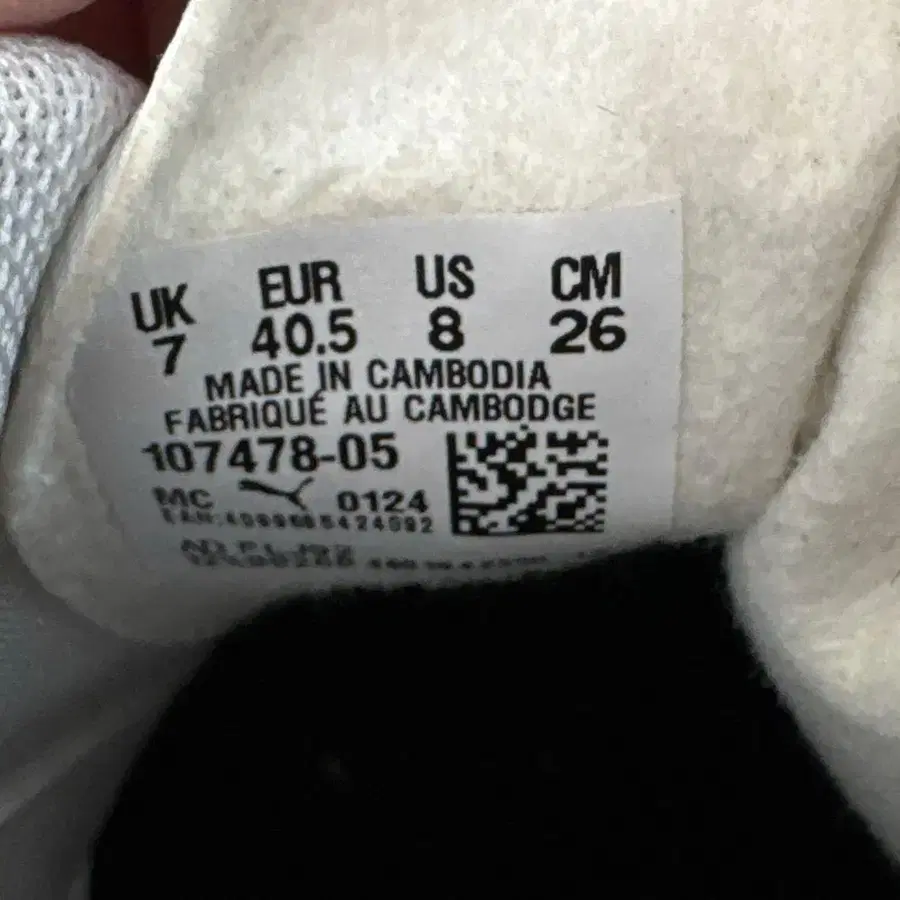 UK EUR US CM
7 40.5 8 26
MADE IN CAMBODIA
FABRIQUÉ AU CAMBODGE
107478-05
MC 0124